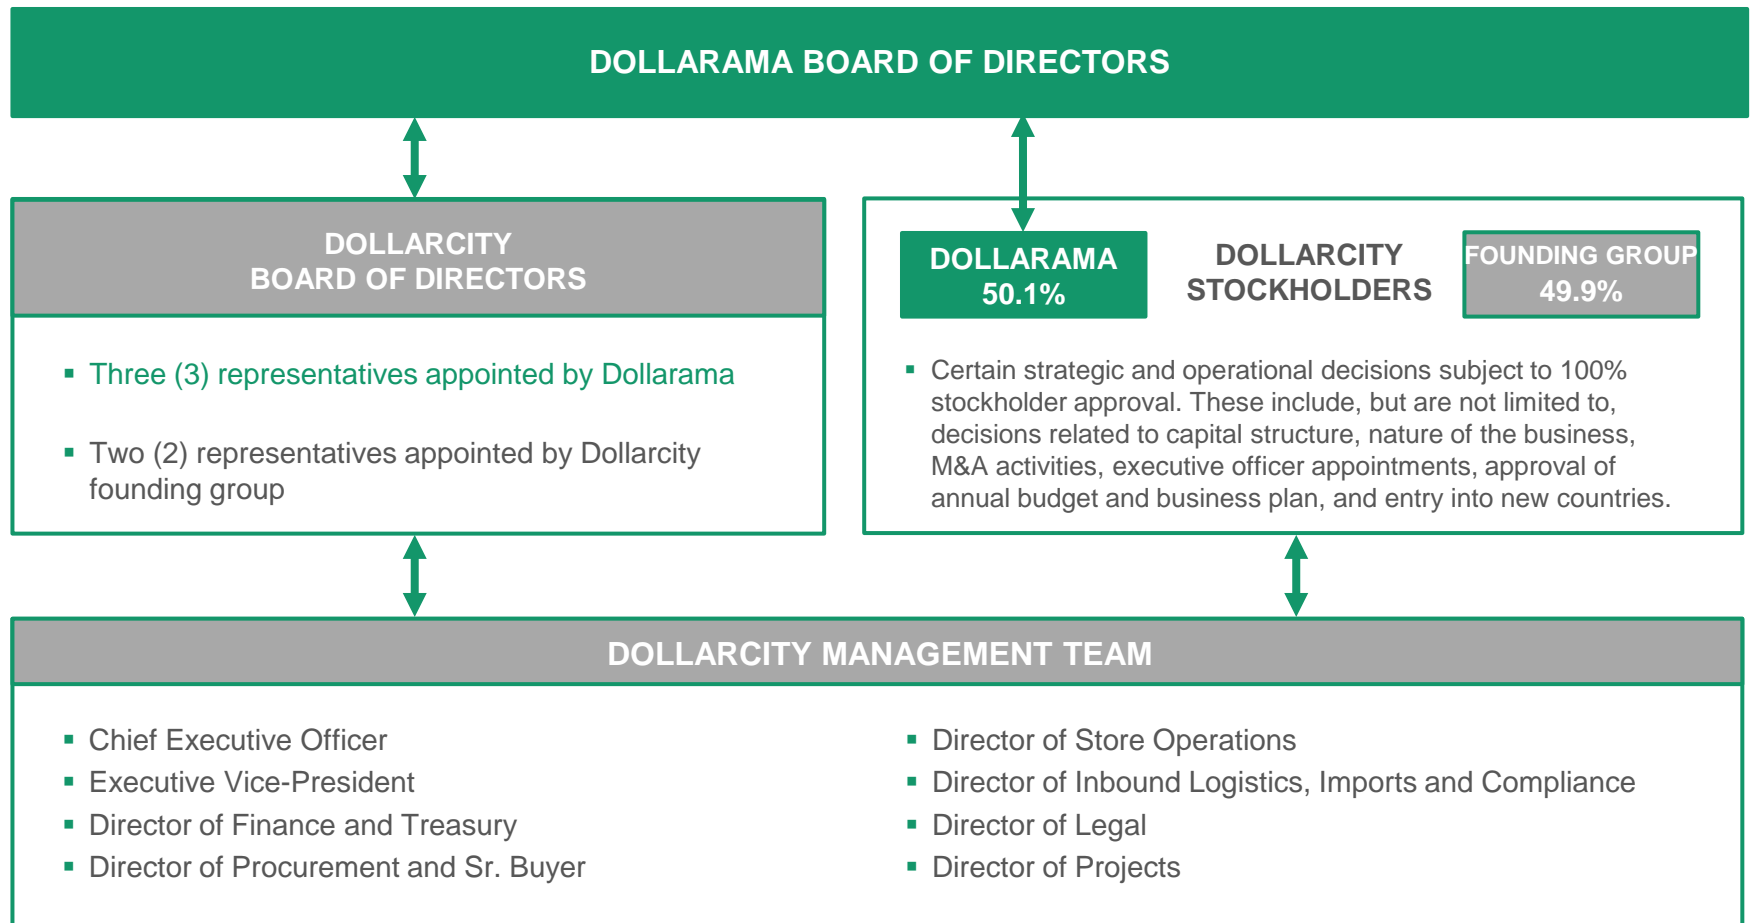 DOLLARAMA BOARD OF DIRECTORS
DOLLARCITY
BOARD OF DIRECTORS
▪ Three (3) representatives appointed by Dollarama
▪ Two (2) representatives appointed by Dollarcity
founding group
DOLLARAMA
50.1%
DOLLARCITY
STOCKHOLDERS
FOUNDING GROUP
49.9%
▪ Certain strategic and operational decisions subject to 100%
stockholder approval. These include, but are not limited to,
decisions related to capital structure, nature of the business,
M&A activities, executive officer appointments, approval of
annual budget and business plan, and entry into new countries.
DOLLARCITY MANAGEMENT TEAM
▪ Chief Executive Officer
▪ Executive Vice-President
▪ Director of Finance and Treasury
▪ Director of Procurement and Sr. Buyer
▪ Director of Store Operations
▪ Director of Inbound Logistics, Imports and Compliance
▪ Director of Legal
▪ Director of Projects